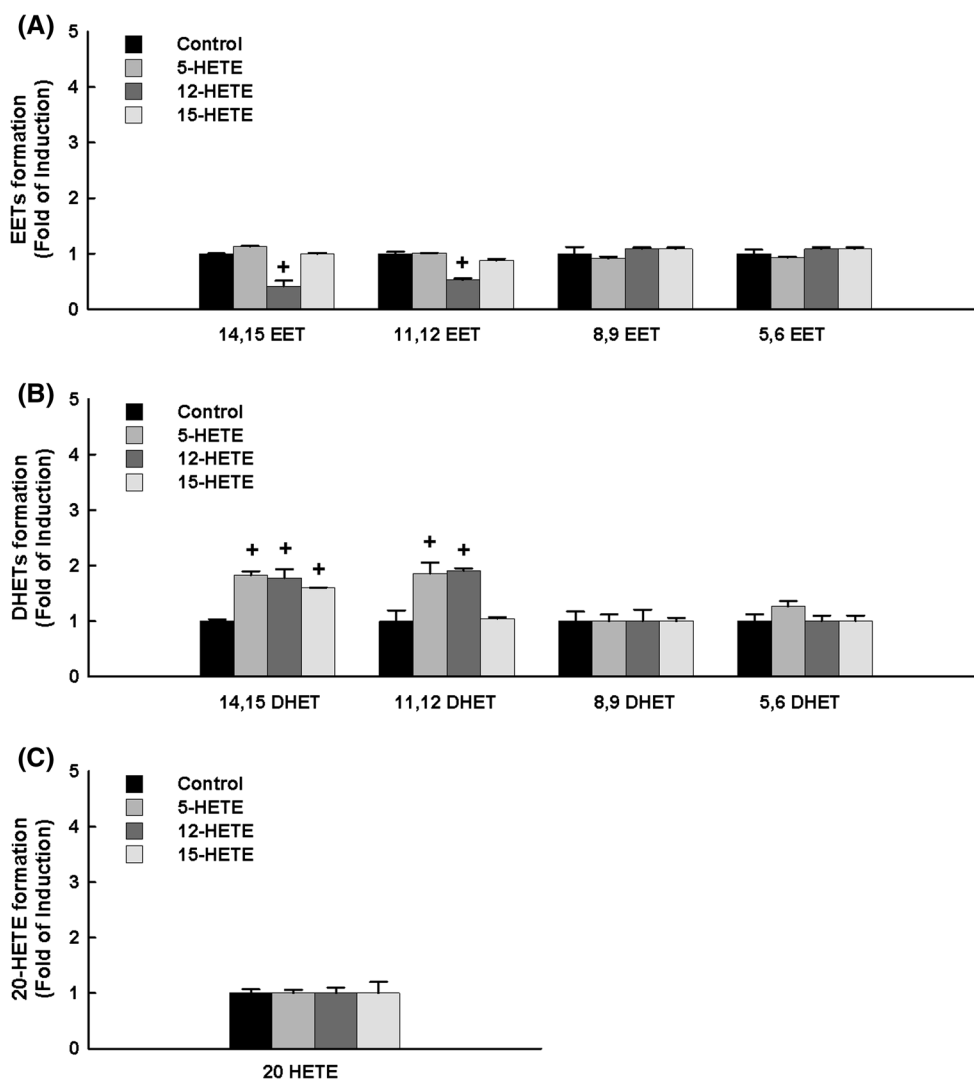 (A)
EETs formation
(Fold of Induction)
5
4
3
2
1
0
Control
5-HETE
12-HETE
15-HETE
+
+
14,15 EET
11,12 EET
8,9 EET
5,6 EET
(B)
DHETs formation
(Fold of Induction)
5
4
3
2
1
0
Control
5-HETE
12-HETE
15-HETE
+
+
+
+
+
14,15 DHET
11,12 DHET
8,9 DHET
5,6 DHET
(C)
20-HETE formation
(Fold of Induction)
5
4
3
2
1
0
Control
5-HETE
12-HETE
15-HETE
20 HETE